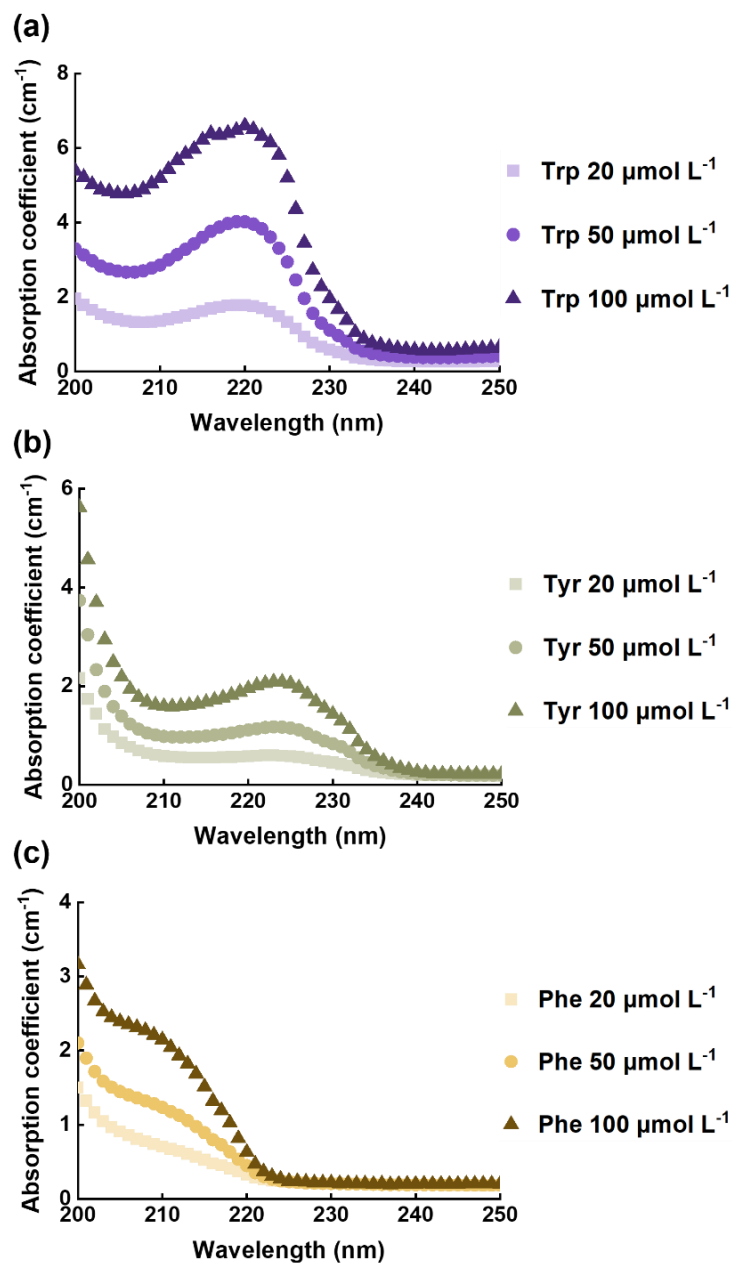 (a)
Absorption coefficient (cm⁻¹)
8
6
4
2
0
200 210 220 230 240 250
Wavelength (nm)
Trp 20 µmol L⁻¹
Trp 50 µmol L⁻¹
Trp 100 µmol L⁻¹
(b)
Absorption coefficient (cm⁻¹)
6
4
2
0
200 210 220 230 240 250
Wavelength (nm)
Tyr 20 µmol L⁻¹
Tyr 50 µmol L⁻¹
Tyr 100 µmol L⁻¹
(c)
Absorption coefficient (cm⁻¹)
4
3
2
1
0
200 210 220 230 240 250
Wavelength (nm)
Phe 20 µmol L⁻¹
Phe 50 µmol L⁻¹
Phe 100 µmol L⁻¹